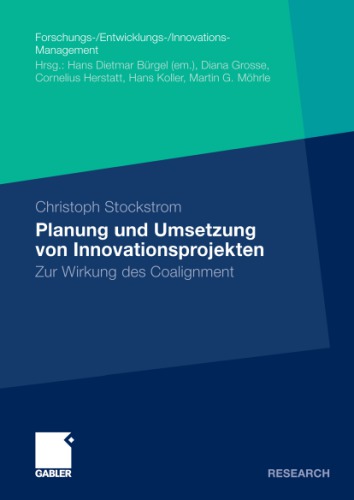 Forschungs-/Entwicklungs-/Innovations-
Management
Hrsg.: Hans Dietmar Bürgel (em.), Diana Grosse,
Cornelius Herstatt, Hans Koller, Martin G. Möhrle
Christoph Stockstrom
Planung und Umsetzung
von Innovationsprojekten
Zur Wirkung des Coalignment
GABLER
RESEARCH